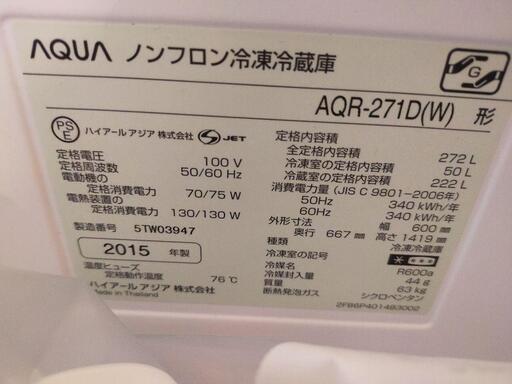 AQUA ノンフロン冷凍冷蔵庫
G
AQR-271D(W) 形
PSE ハイアール アジア 株式会社 S JET
定格電圧 100 V
定格周波数 50/60 Hz
電動機の
定格消費電力 70/75 W
電熱装置の
定格消費電力 130/130 W
製造番号 5TW03947
2015 年製
温度ヒューズ
定格動作温度 76℃
ハイアール アジア 株式会社
Made in Thailand
定格内容積
全定格内容積 272 L
冷凍室の定格内容積 50 L
冷蔵室の定格内容積 222 L
消費電力量 (JIS C 9801-2006年)
50Hz 340 kWh/年
60Hz 340 kWh/年
外形寸法 幅 600 mm
奥行 667 mm 高さ 1419 mm
種類 冷凍冷蔵庫
冷凍室の記号
冷媒名 R600a
冷媒封入量 44 g
質量 63 kg
断熱発泡ガス シクロペンタン
2FB6P401493002